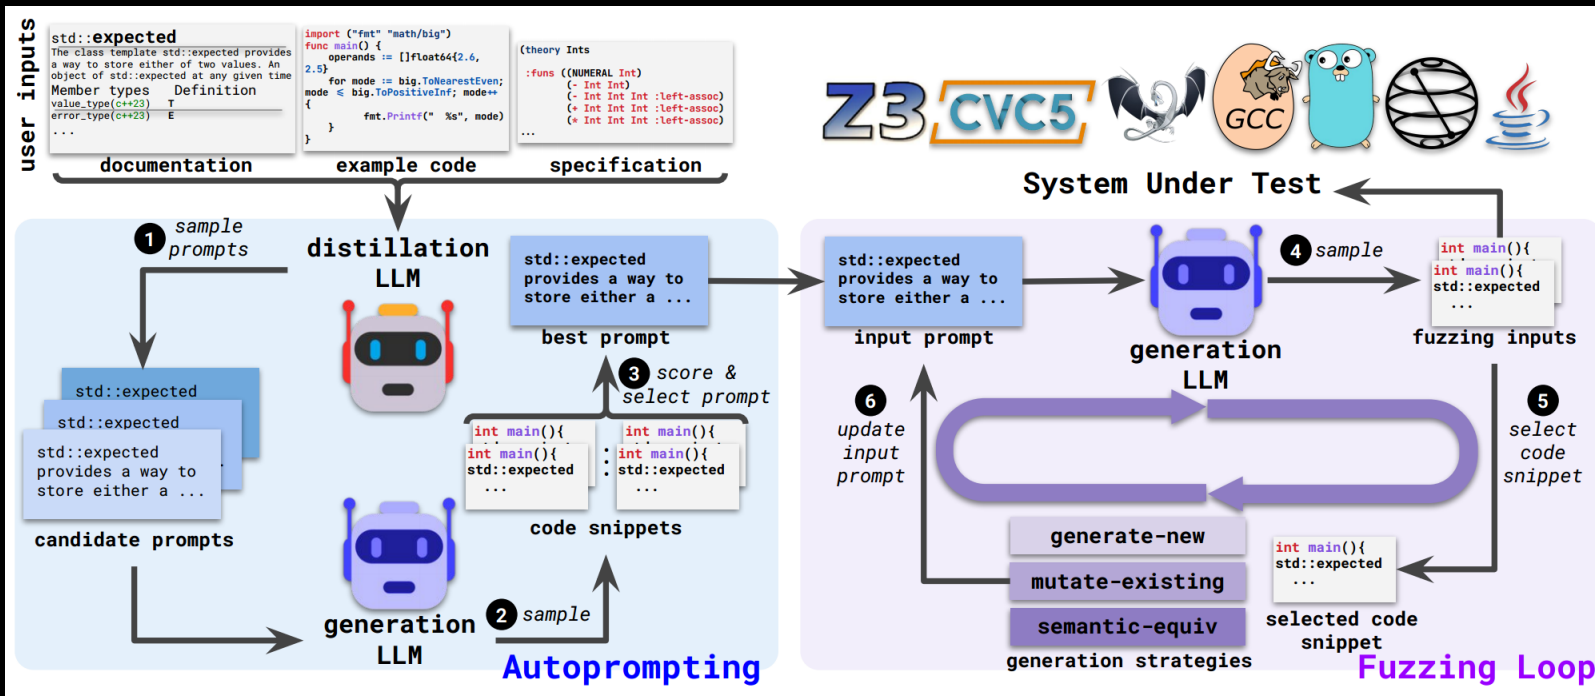 user inputs
std::expected
The class template std::expected provides
a way to store either of two values. An
object of std::expected at any given time
Member types Definition
value_type(c++23) T
error_type(c++23) E
...
documentation
import ("fmt" "math/big")
func main() {
operands := []float64{2.6,
2.5}
for mode := big.ToNearestEven;
mode ⩽ big.ToPositiveInf; mode++
{
fmt.Printf(" %s", mode)
}
}
example code
(theory Ints
:funs ((NUMERAL Int)
(- Int Int)
(- Int Int Int :left-assoc)
(+ Int Int Int :left-assoc)
(* Int Int Int :left-assoc)
...
specification
Z3
CVC5
GCC
System Under Test
1
sample
prompts
distillation
LLM
std::expected
std::expected
std::expected
provides a way to
store either a ...
candidate prompts
generation
LLM
2 sample
int main(){
int main(){
std::expected
...
int main(){
int main(){
std::expected
...
code snippets
3 score &
select prompt
std::expected
provides a way to
store either a ...
best prompt
Autoprompting
std::expected
provides a way to
store either a ...
input prompt
generation
LLM
4 sample
int main(){
int main(){
std::expected
...
fuzzing inputs
5
select
code
snippet
int main(){
std::expected
...
selected code
snippet
6
update
input
prompt
generate-new
mutate-existing
semantic-equiv
generation strategies
Fuzzing Loop